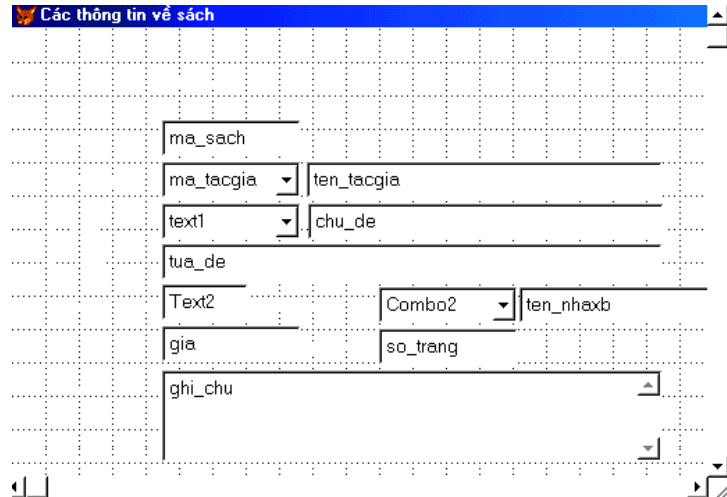 Các thông tin về sách
ma_sach
ma_tacgia ten_tacgia
text1 chu_de
tua_de
Text2 Combo2 ten_nhaxb
gia so_trang
ghi_chu